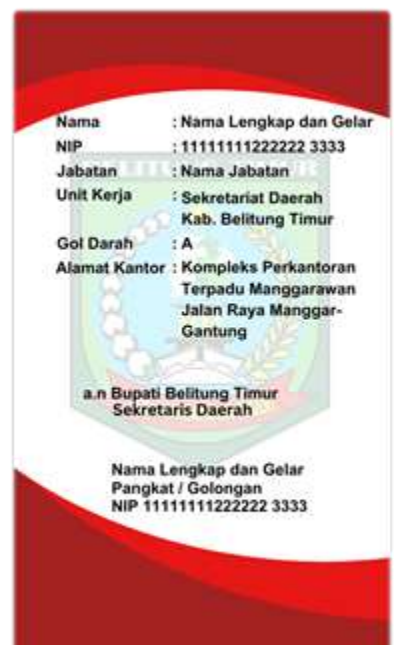 Nama : Nama Lengkap dan Gelar
NIP : 11111111222222 3333
Jabatan : Nama Jabatan
Unit Kerja : Sekretariat Daerah
Kab. Belitung Timur
Gol Darah : A
Alamat Kantor : Kompleks Perkantoran
Terpadu Manggarawan
Jalan Raya Manggar-
Gantung
a.n Bupati Belitung Timur
Sekretaris Daerah
Nama Lengkap dan Gelar
Pangkat / Golongan
NIP 11111111222222 3333